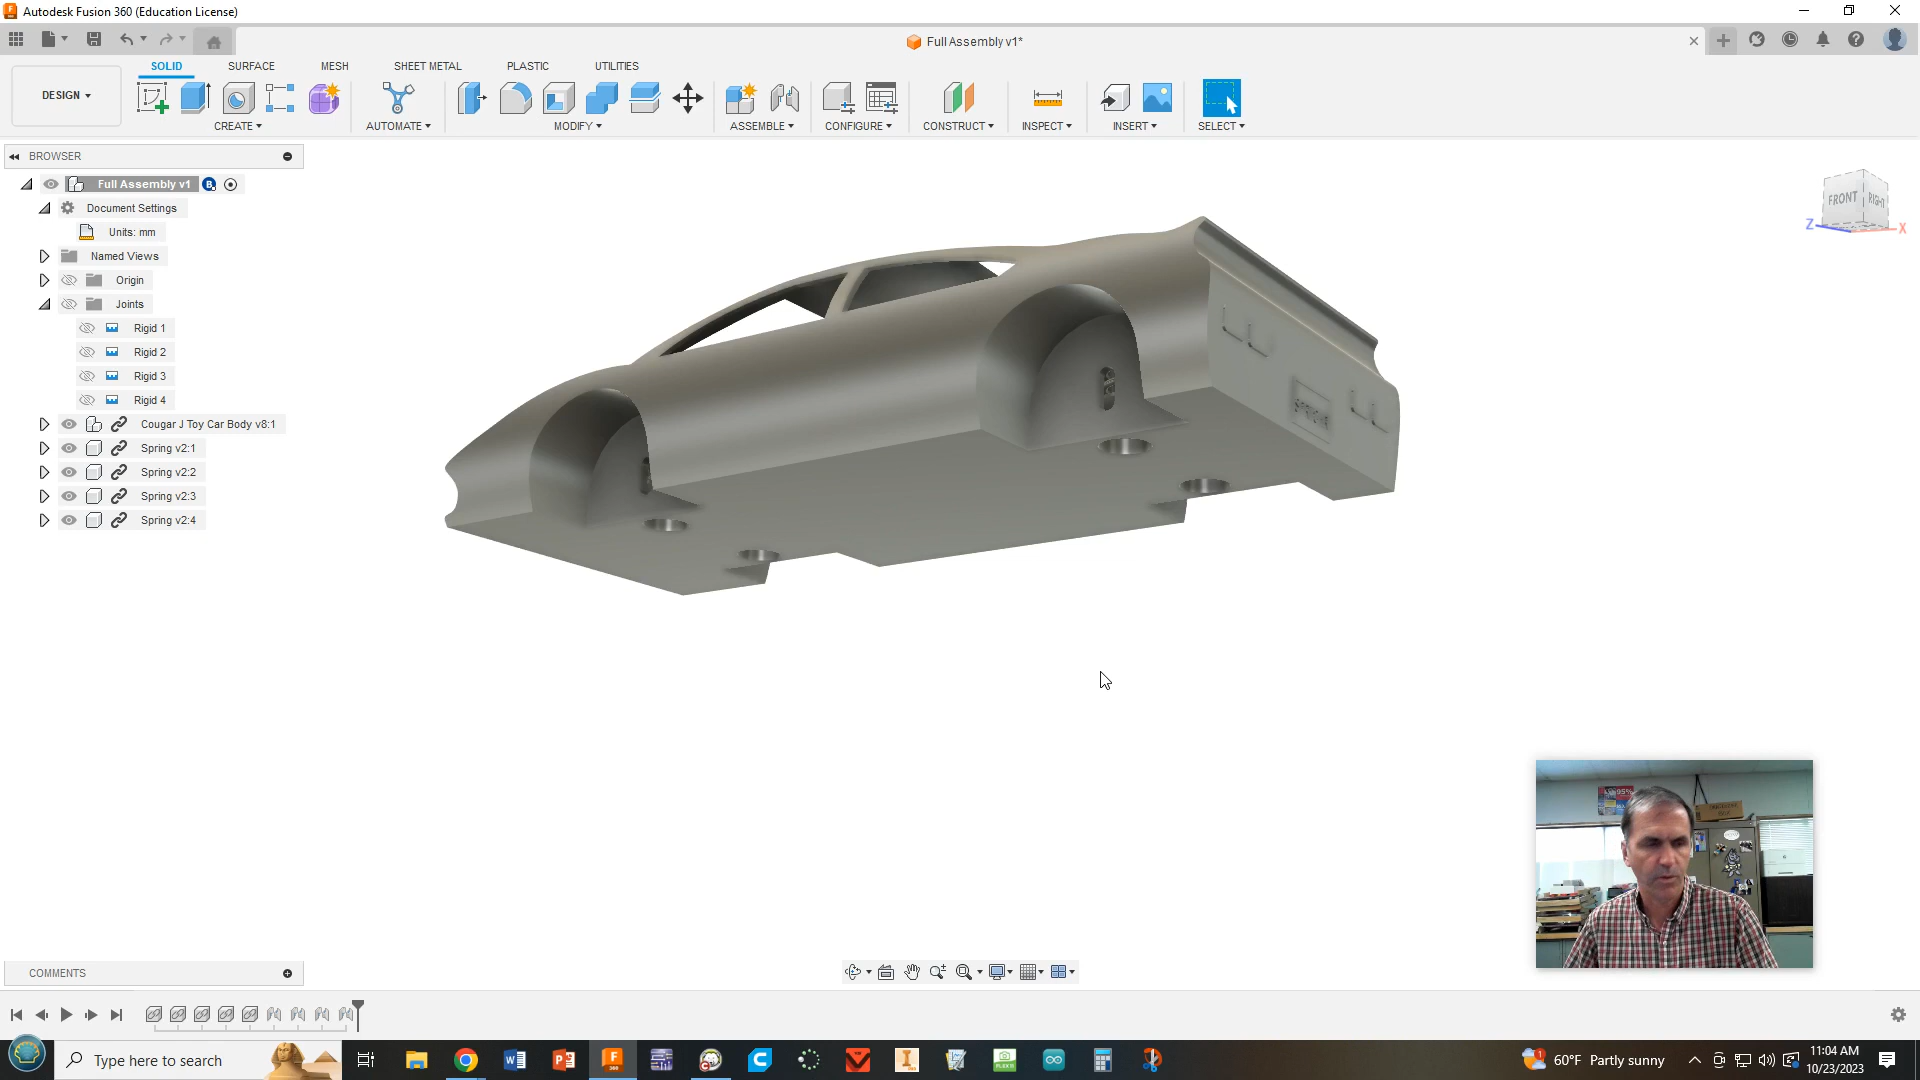 Autodesk Fusion 360 (Education License)
Full Assembly v1*
DESIGN
SOLID
SURFACE
MESH
SHEET METAL
PLASTIC
UTILITIES
CREATE
AUTOMATE
MODIFY
ASSEMBLE
CONFIGURE
CONSTRUCT
INSPECT
INSERT
SELECT
BROWSER
Full Assembly v1
Document Settings
Units: mm
Named Views
Origin
Joints
Rigid 1
Rigid 2
Rigid 3
Rigid 4
Cougar J Toy Car Body v8:1
Spring v2:1
Spring v2:2
Spring v2:3
Spring v2:4
FRONT
RIGHT
Z
X
95%
COMMENTS
Type here to search
60°F Partly sunny
11:04 AM
10/23/2023